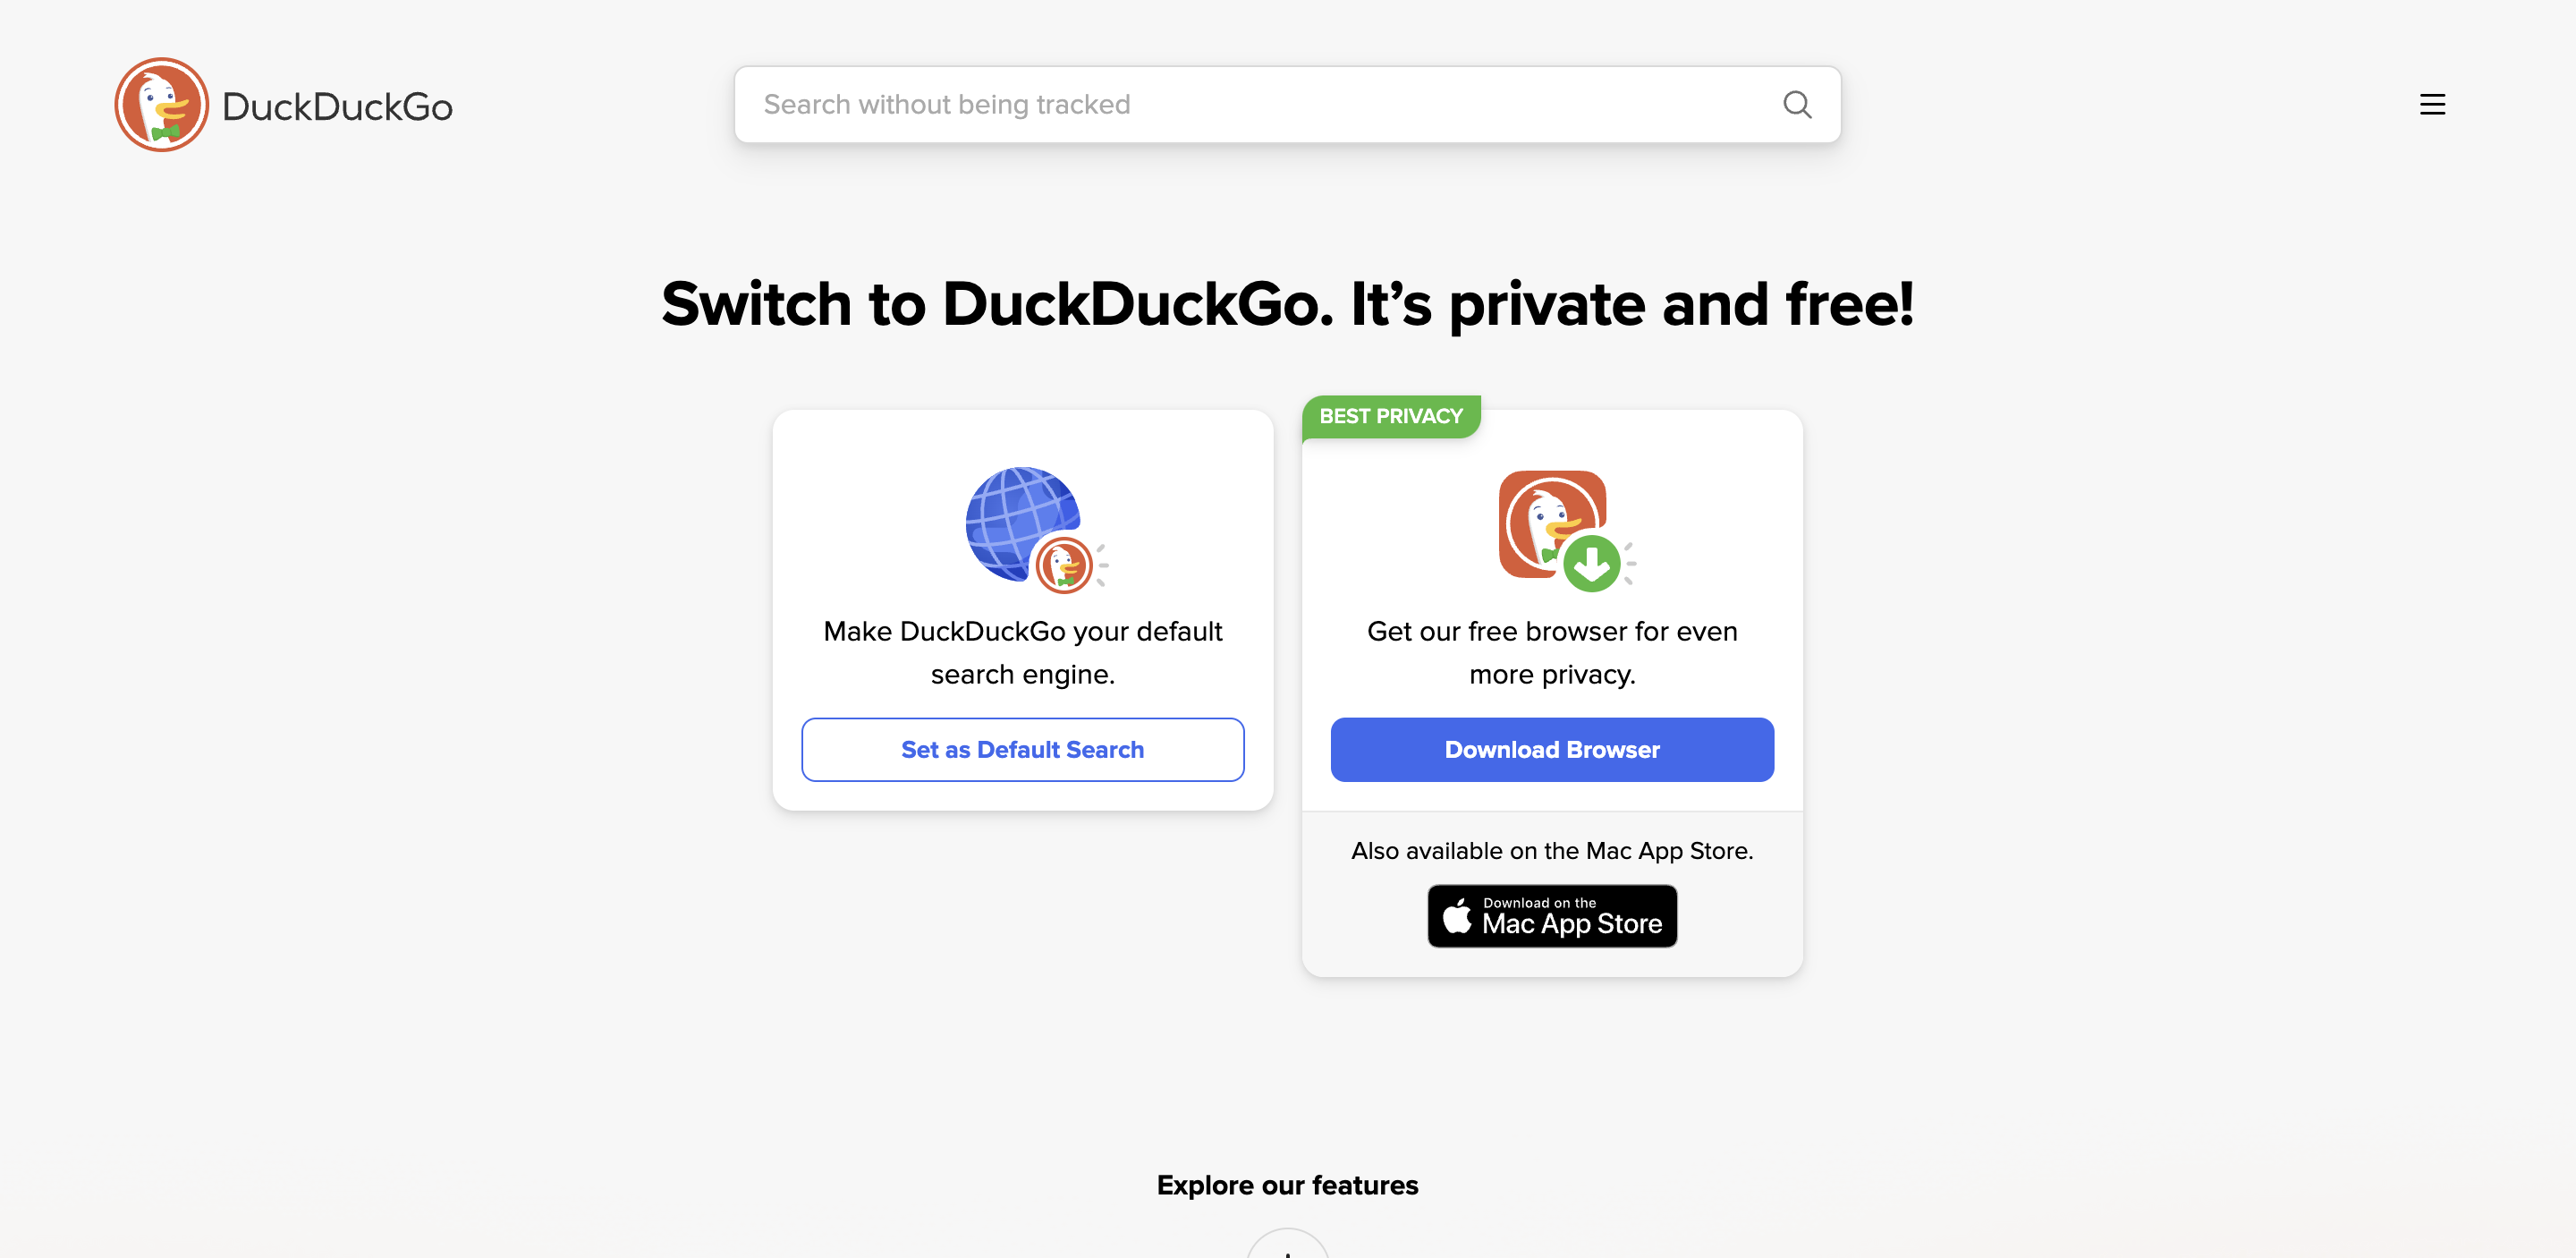 DuckDuckGo
Search without being tracked
Switch to DuckDuckGo. It’s private and free!
Make DuckDuckGo your default
search engine.
Set as Default Search
BEST PRIVACY
Get our free browser for even
more privacy.
Download Browser
Also available on the Mac App Store.
Download on the
Mac App Store
Explore our features